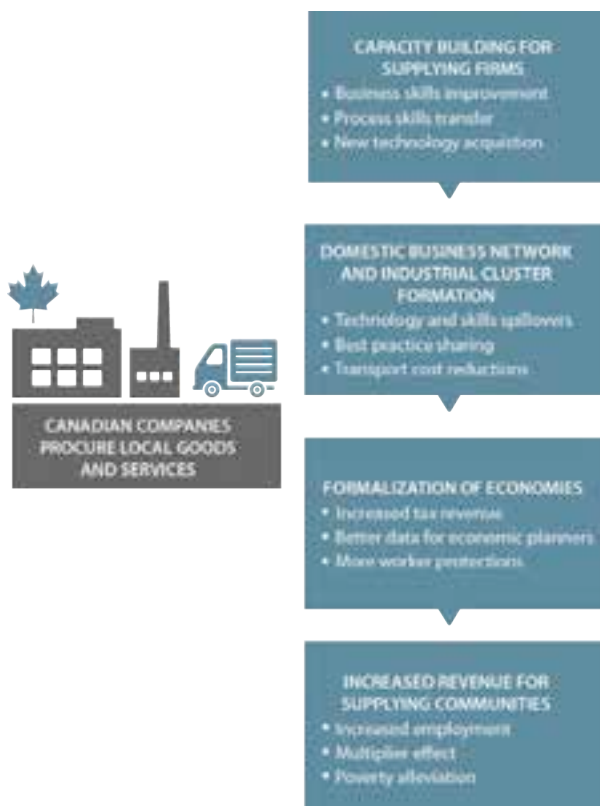 CAPACITY BUILDING FOR
SUPPLYING FIRMS
• Business skills improvement
• Process skills transfer
• New technology acquistion
DOMESTIC BUSINESS NETWORK
AND INDUSTRIAL CLUSTER
FORMATION
• Technology and skills spillovers
• Best practice sharing
• Transport cost reductions
CANADIAN COMPANIES
PROCURE LOCAL GOODS
AND SERVICES
FORMALIZATION OF ECONOMIES
• Increased tax revenue
• Better data for economic planners
• More worker protections
INCREASED REVENUE FOR
SUPPLYING COMMUNITIES
• Increased employment
• Multiplier effect
• Poverty alleviation